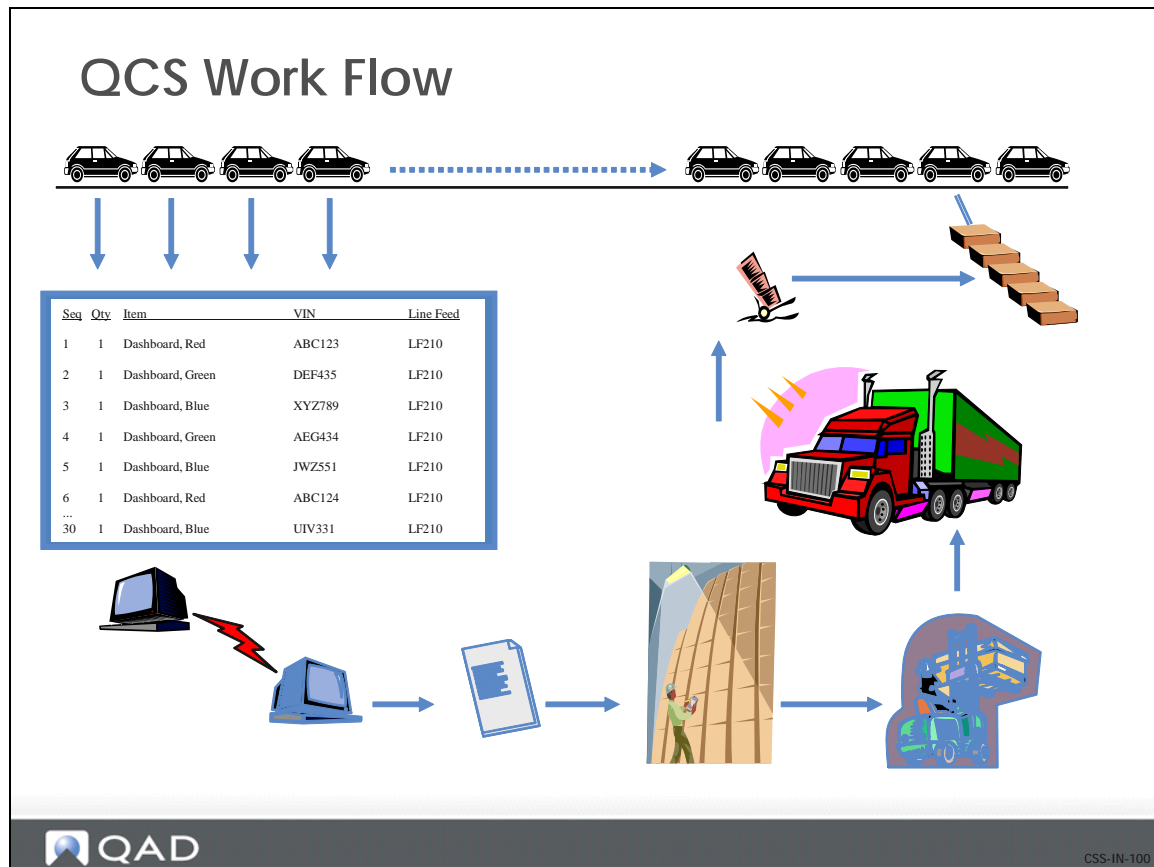 QCS Work Flow
Seq Qty Item VIN Line Feed
1 1 Dashboard, Red ABC123 LF210
2 1 Dashboard, Green DEF435 LF210
3 1 Dashboard, Blue XYZ789 LF210
4 1 Dashboard, Green AEG434 LF210
5 1 Dashboard, Blue JWZ551 LF210
6 1 Dashboard, Red ABC124 LF210
...
30 1 Dashboard, Blue UIV331 LF210
QAD
CSS-IN-100